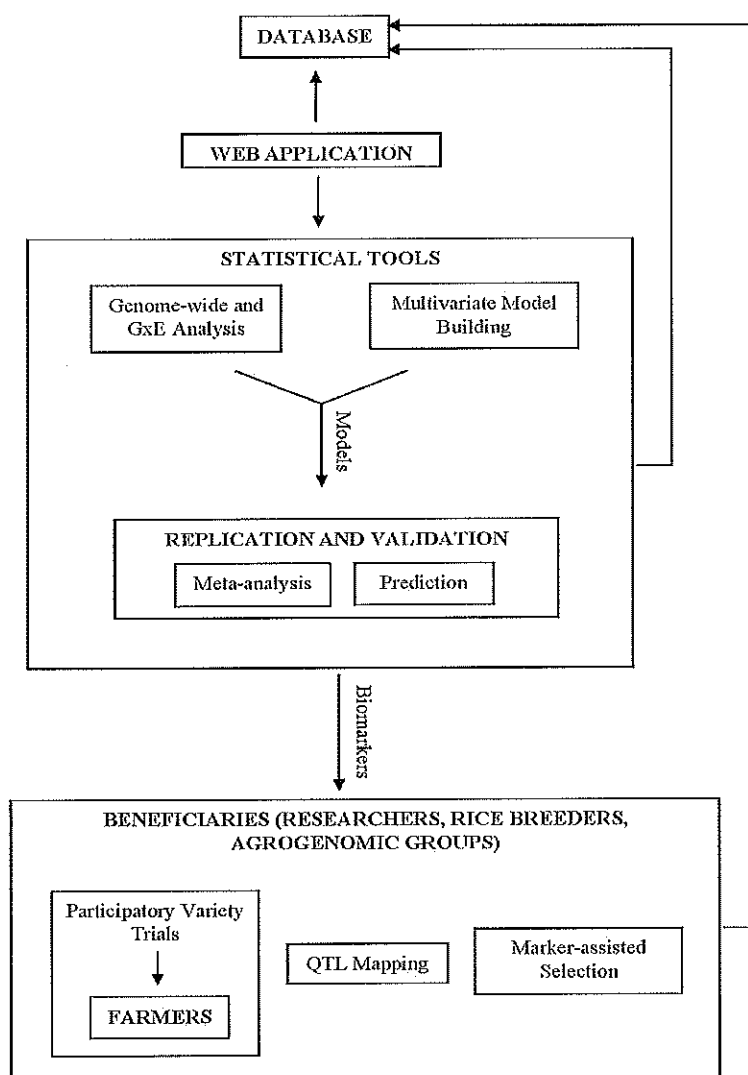 DATABASE
WEB APPLICATION
STATISTICAL TOOLS
Genome-wide and
GxE Analysis
Multivariate Model
Building
Models
REPLICATION AND VALIDATION
Meta-analysis
Prediction
Biomarkers
BENEFICIARIES (RESEARCHERS, RICE BREEDERS,
AGROGENOMIC GROUPS)
Participatory Variety
Trials
FARMERS
QTL Mapping
Marker-assisted
Selection